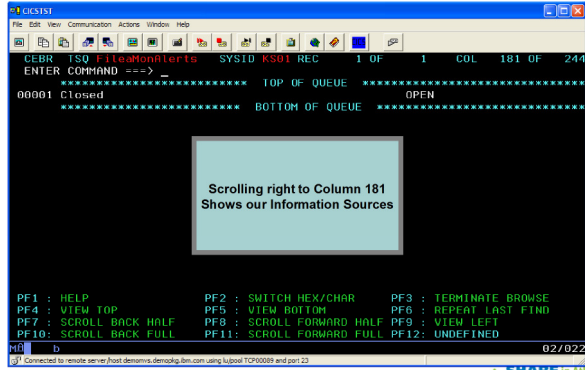 CICSTST
File Edit View Communication Actions Window Help
CEBR TSQ FileaMonAlerts SYSID KS01 REC 1 OF 1 COL 181 OF 244
ENTER COMMAND ===> _
************************** TOP OF QUEUE *******************************
00001 Closed OPEN
************************* BOTTOM OF QUEUE *****************************
Scrolling right to Column 181
Shows our Information Sources
PF1 : HELP PF2 : SWITCH HEX/CHAR PF3 : TERMINATE BROWSE
PF4 : VIEW TOP PF5 : VIEW BOTTOM PF6 : REPEAT LAST FIND
PF7 : SCROLL BACK HALF PF8 : SCROLL FORWARD HALF PF9 : VIEW LEFT
PF10: SCROLL BACK FULL PF11: SCROLL FORWARD FULL PF12: UNDEFINED
MA b 02/022
Connected to remote server/host demomvs.demopkg.ibm.com using lu/pool TCP00089 and port 23